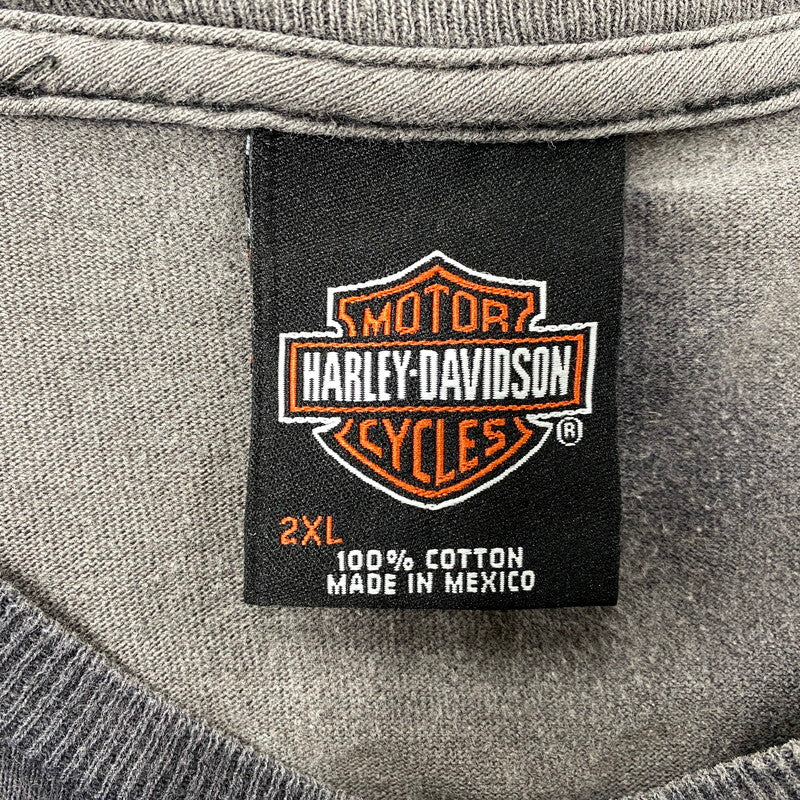 MOTOR
HARLEY-DAVIDSON
CYCLES
®
2XL
100% COTTON
MADE IN MEXICO